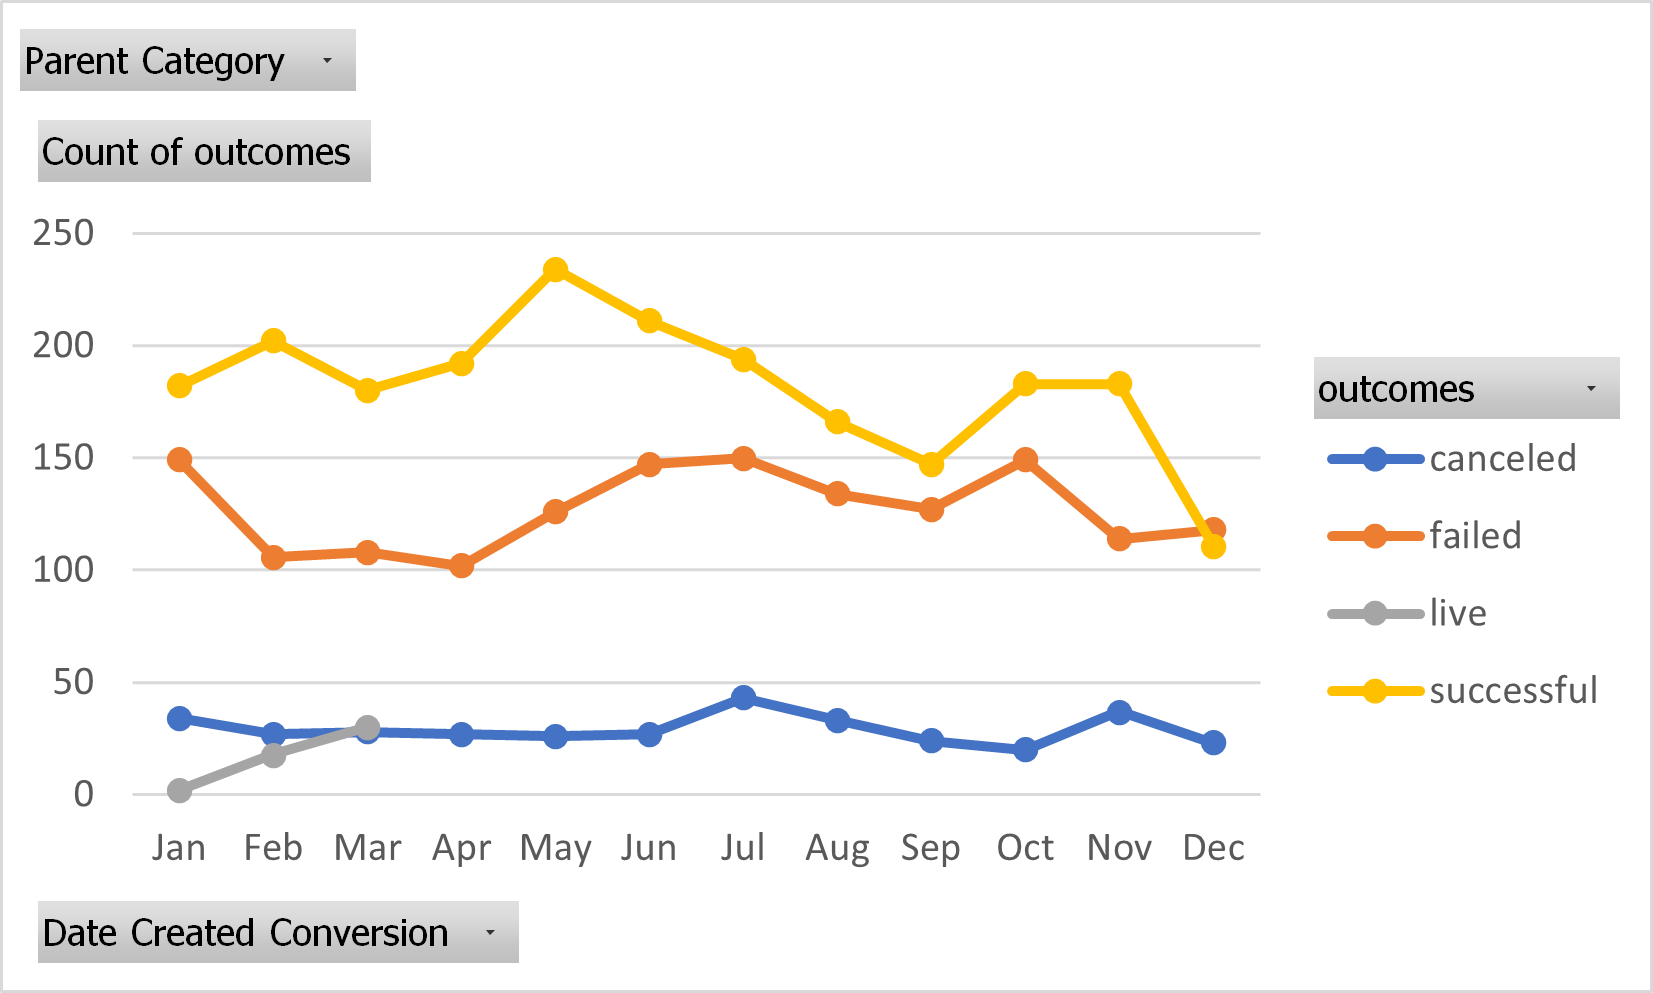 Parent Category
Count of outcomes
250
200
150
100
50
0
Jan Feb Mar Apr May Jun Jul Aug Sep Oct Nov Dec
outcomes
canceled
failed
live
successful
Date Created Conversion